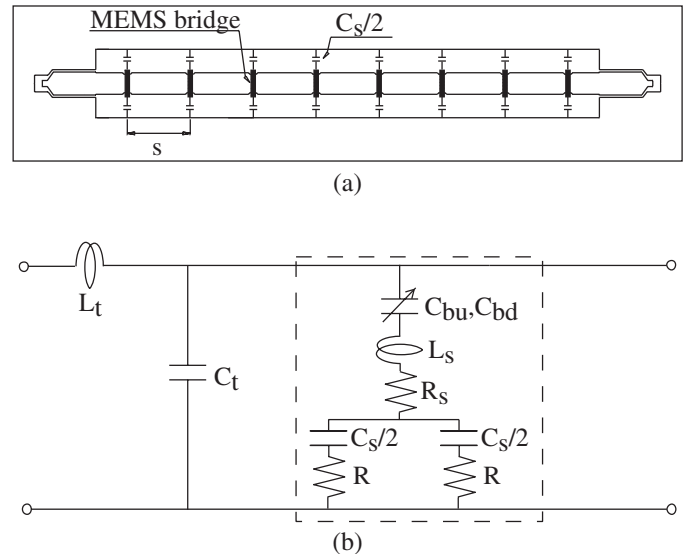 MEMS bridge
Cs/2
s
(a)
Lt
Ct
Cbu,Cbd
Ls
Rs
Cs/2
Cs/2
R
R
(b)